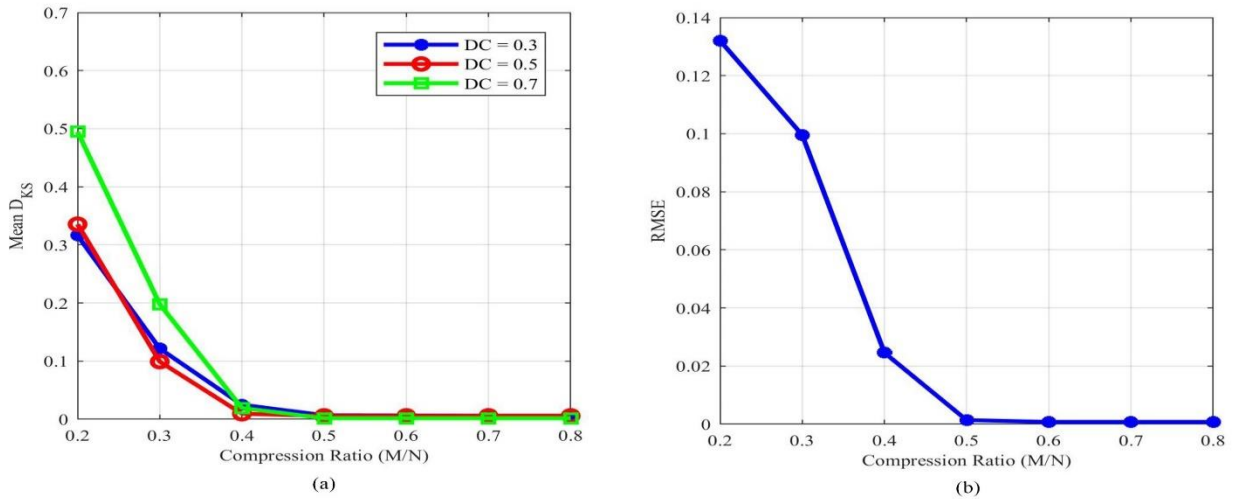 0.7
0.6
0.5
0.4
0.3
0.2
0.1
0
Mean D_KS
DC = 0.3
DC = 0.5
DC = 0.7
0.2 0.3 0.4 0.5 0.6 0.7 0.8
Compression Ratio (M/N)
(a)
0.14
0.12
0.1
0.08
0.06
0.04
0.02
0
RMSE
0.2 0.3 0.4 0.5 0.6 0.7 0.8
Compression Ratio (M/N)
(b)